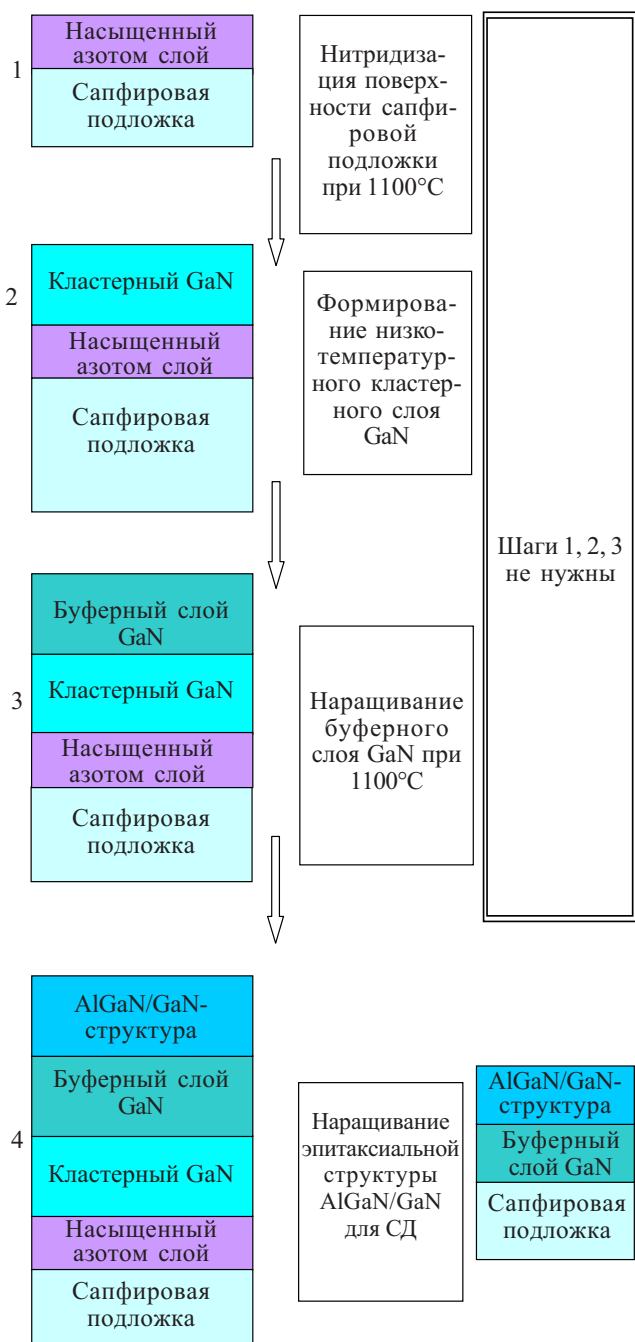 1
Насыщенный
азотом слой
Сапфировая
подложка
Нитридиза-
ция поверх-
ности сапфи-
ровой
подложки
при 1100°C
2
Кластерный GaN
Насыщенный
азотом слой
Сапфировая
подложка
Формирова-
ние низко-
температур-
ного кластер-
ного слоя
GaN
Шаги 1, 2, 3
не нужны
3
Буферный слой
GaN
Кластерный GaN
Насыщенный
азотом слой
Сапфировая
подложка
Наращивание
буферного
слоя GaN при
1100°C
4
AlGaN/GaN-
структура
Буферный слой
GaN
Кластерный GaN
Насыщенный
азотом слой
Сапфировая
подложка
Наращивание
эпитаксиальной
структуры
AlGaN/GaN
для СД
AlGaN/GaN-
структура
Буферный
слой GaN
Сапфировая
подложка